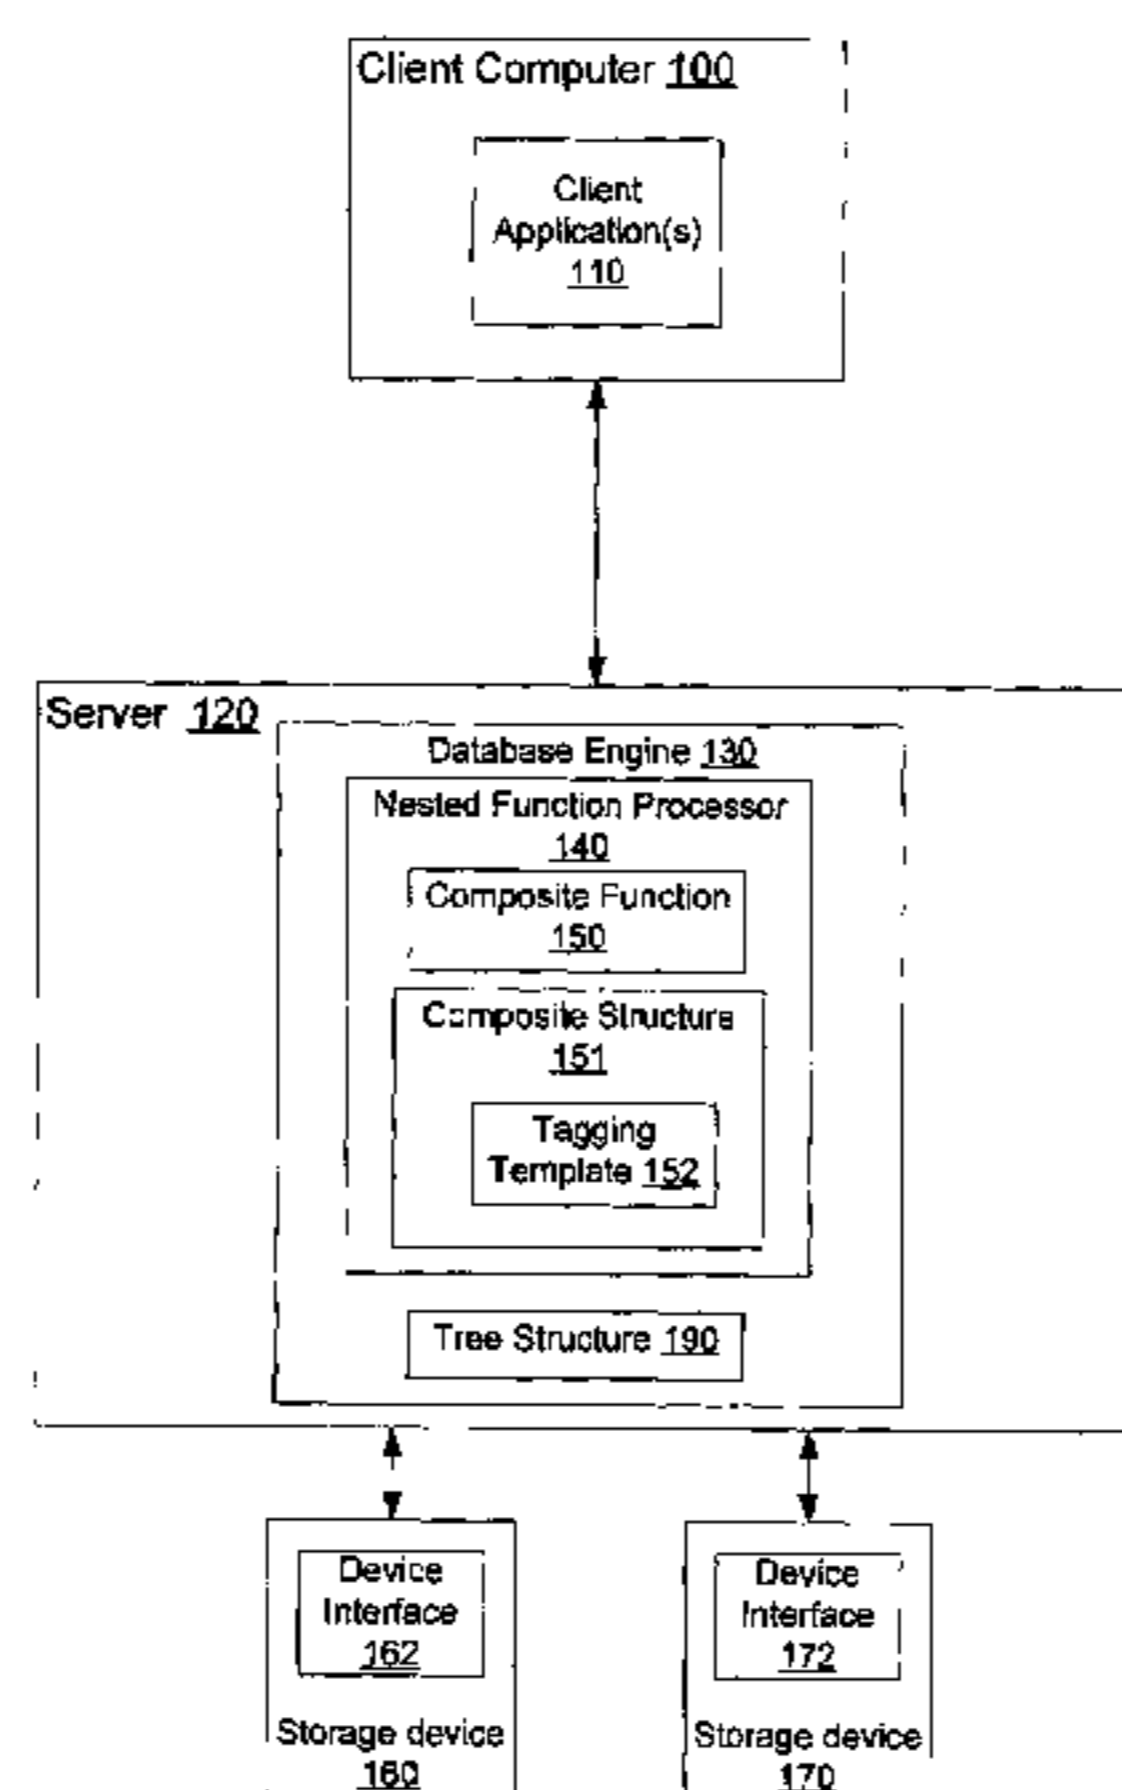 Client Computer 100
Client
Application(s)
110
Server 120
Database Engine 130
Nested Function Processor
140
Composite Function
150
Composite Structure
151
Tagging
Template 152
Tree Structure 190
Device
Interface
162
Storage device
160
Device
Interface
172
Storage device
170